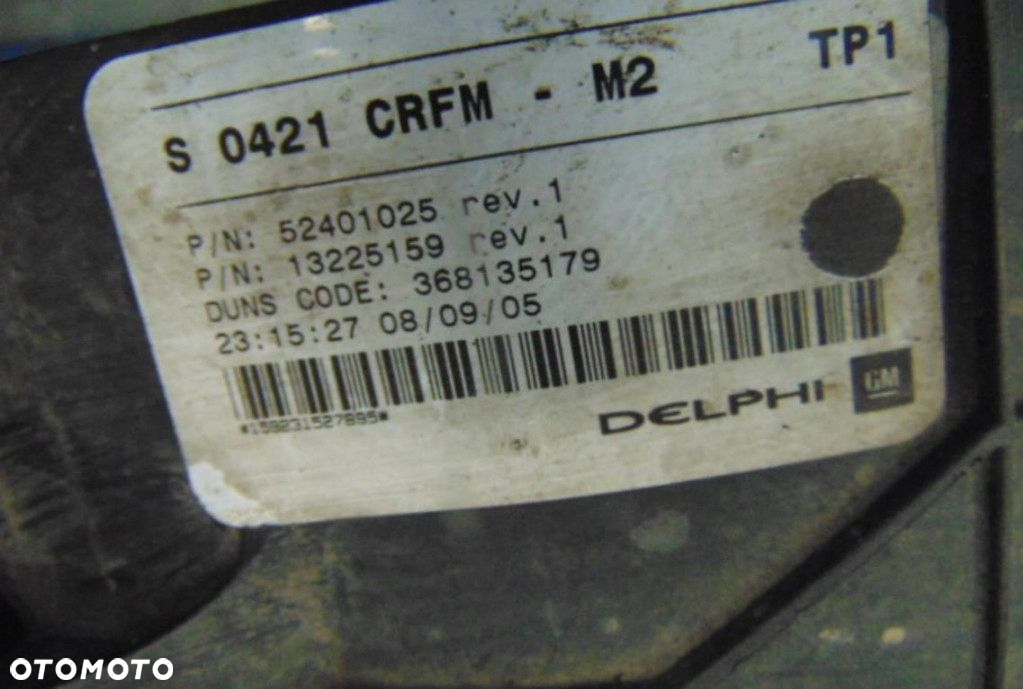 S 0421 CRFM - M2 TP1
P/N: 52401025 rev.1
P/N: 13225159 rev.1
DUNS CODE: 368135179
23:15:27 08/09/05
DELPHI GM
OTOMOTO